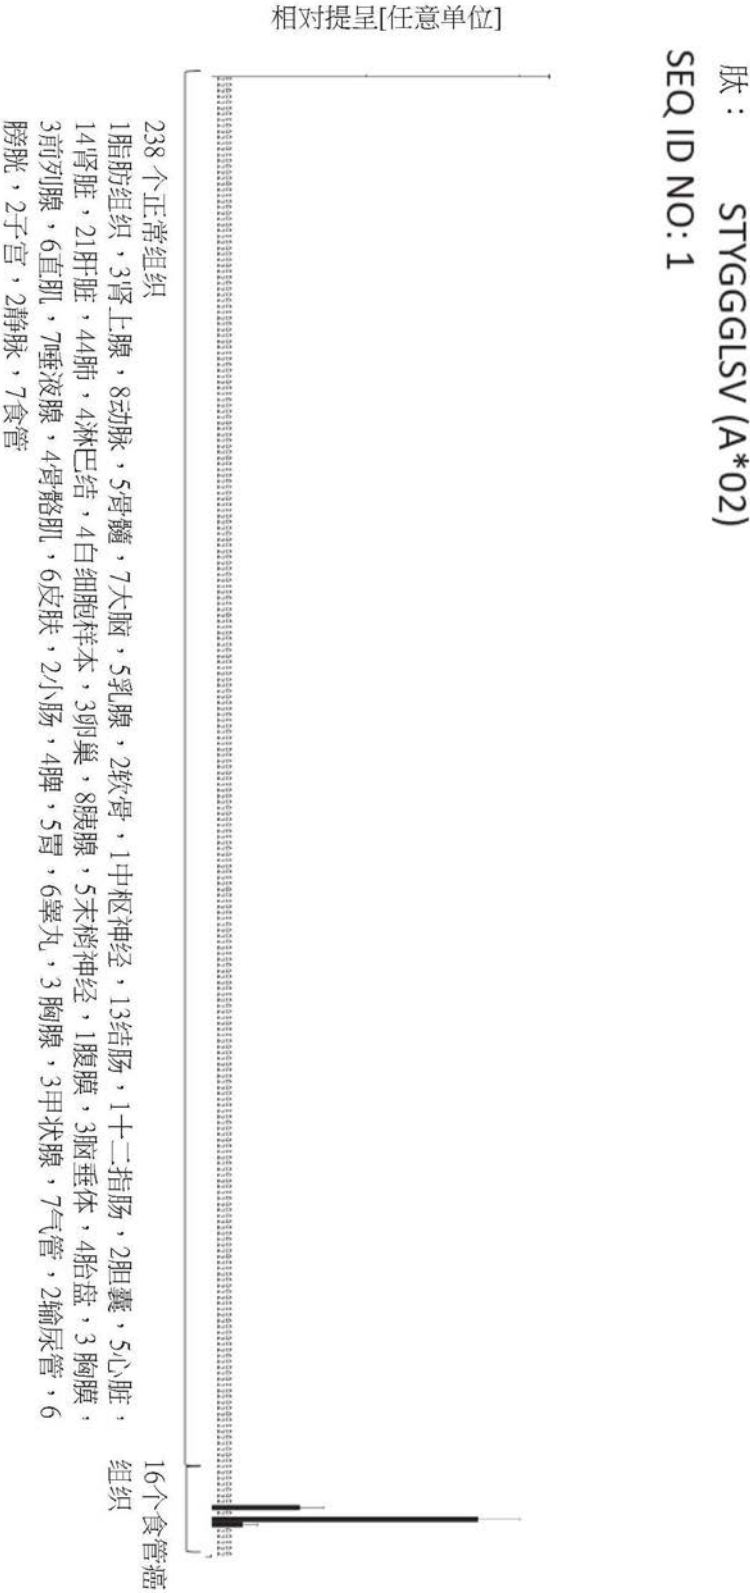 肽： STYGGGLSV (A*02)
SEQ ID NO: 1
相对提呈[任意单位]
238 个正常组织
1脂肪组织，3肾上腺，8动脉，5骨髓，7大脑，5乳腺，2软骨，1中枢神经，13结肠，1十二指肠，2胆囊，5心脏，
14肾脏，21肝脏，44肺，4淋巴结，4白细胞样本，3卵巢，8胰腺，5末梢神经，1腹膜，3脑垂体，4胎盘，3 胸膜，
3前列腺，6直肌，7唾液腺，4骨骼肌，6皮肤，2小肠，4脾，5胃，6睾丸，3 胸腺，3甲状腺，7气管，2输尿管，6
膀胱，2子宫，2静脉，7食管
16个食管癌
组织